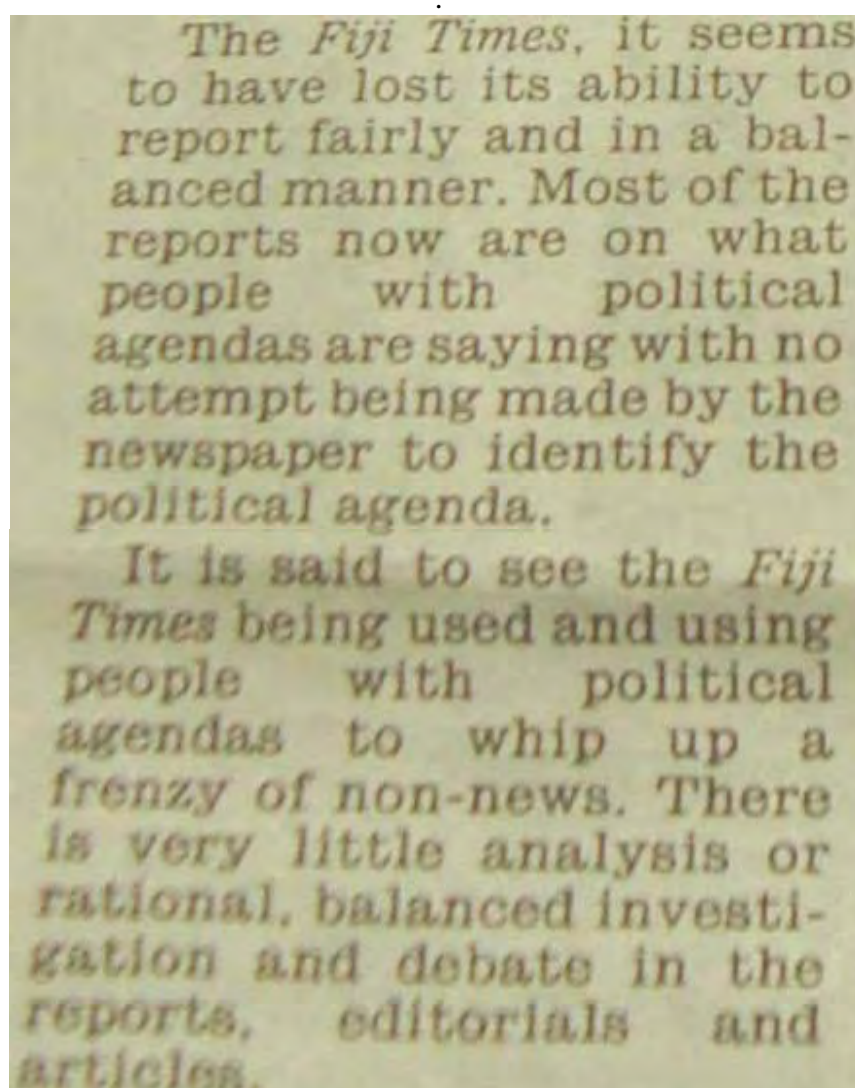 The Fiji Times, it seems
to have lost its ability to
report fairly and in a bal-
anced manner. Most of the
reports now are on what
people with political
agendas are saying with no
attempt being made by the
newspaper to identify the
political agenda.
It is said to see the Fiji
Times being used and using
people with political
agendas to whip up a
frenzy of non-news. There
is very little analysis or
rational, balanced investi-
gation and debate in the
reports, editorials and
articles.